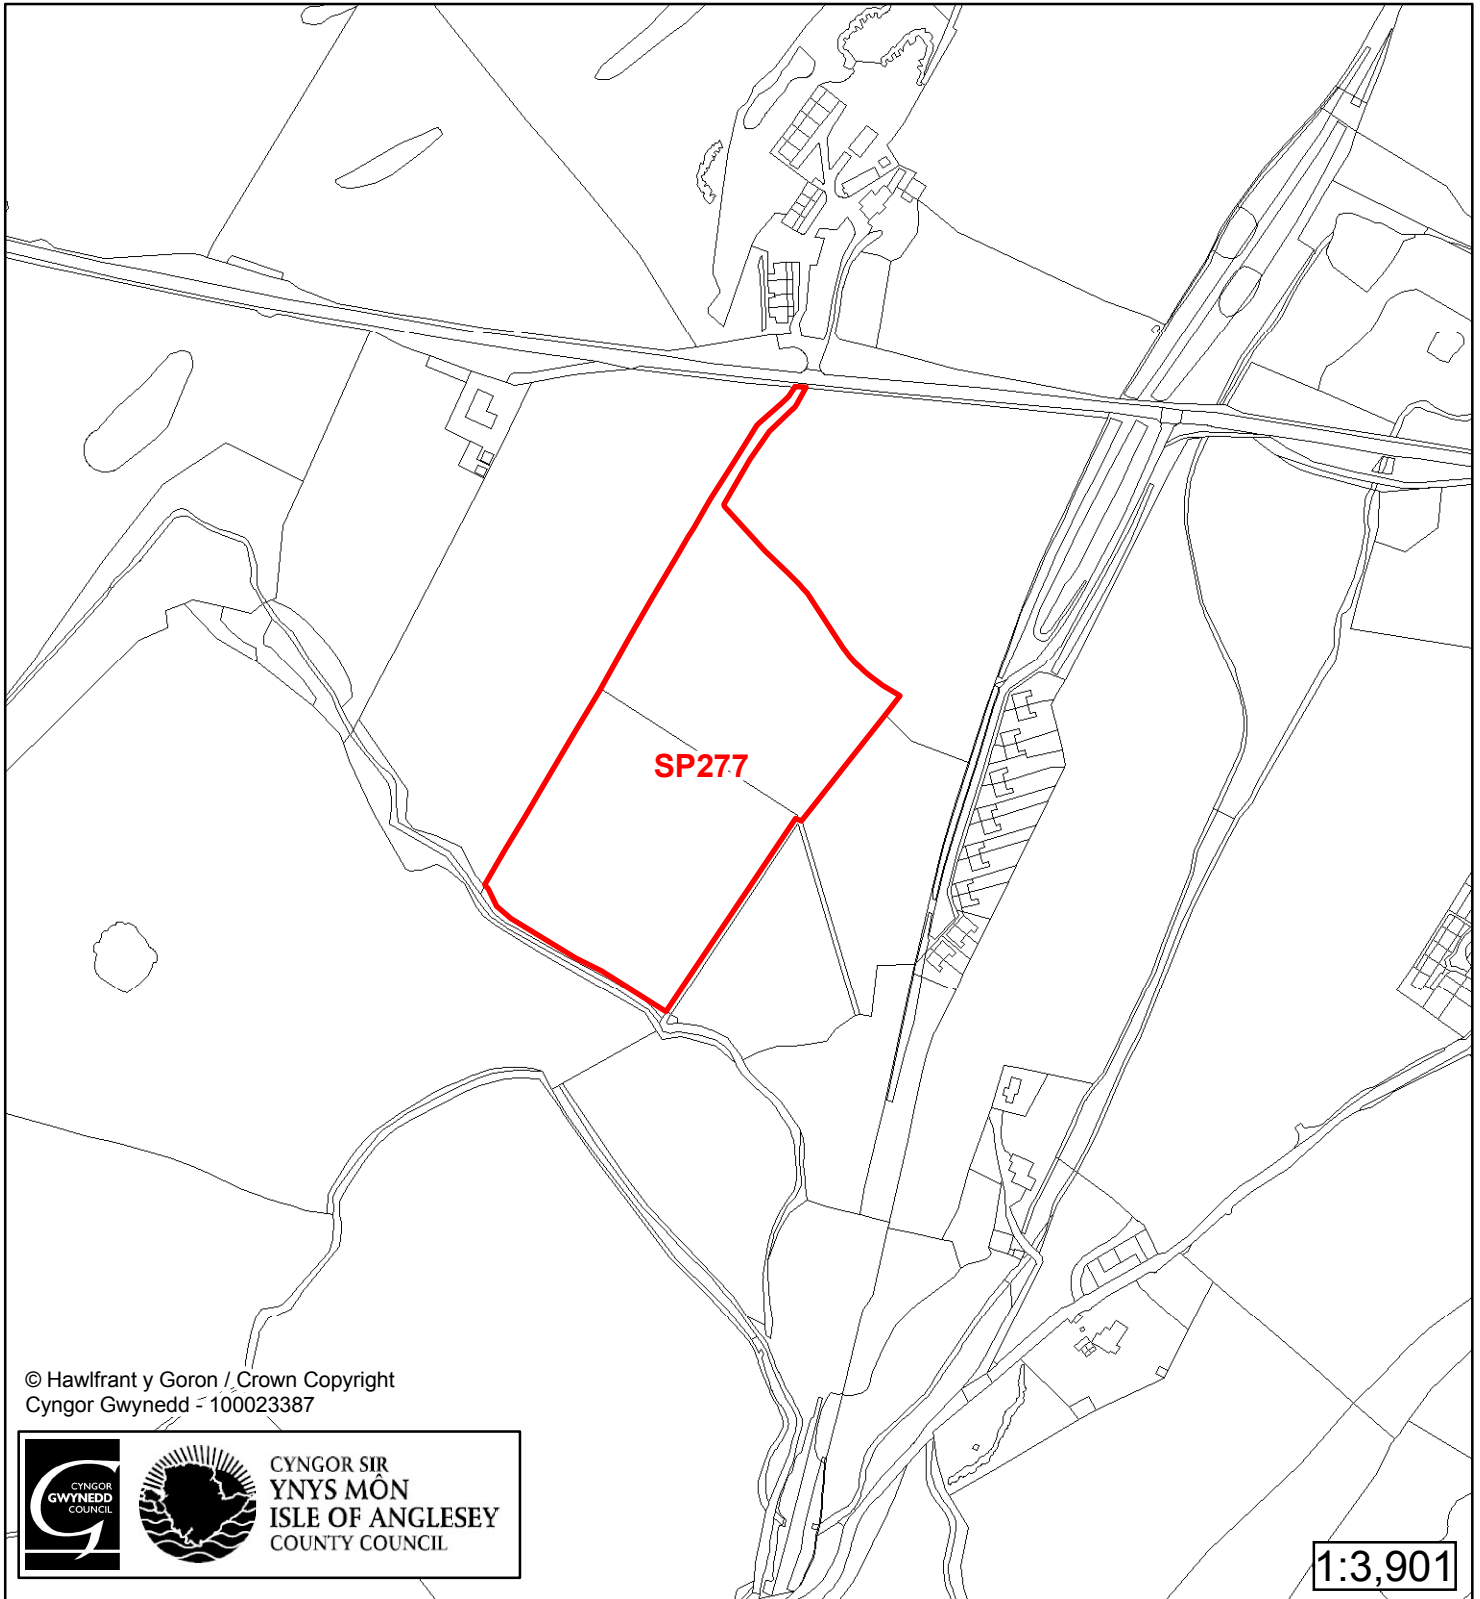 SP277
© Hawlfraint y Goron / Crown Copyright
Cyngor Gwynedd - 100023387
CYNGOR
GWYNEDD
COUNCIL
CYNGOR SIR
YNYS MÔN
ISLE OF ANGLESEY
COUNTY COUNCIL
1:3,901